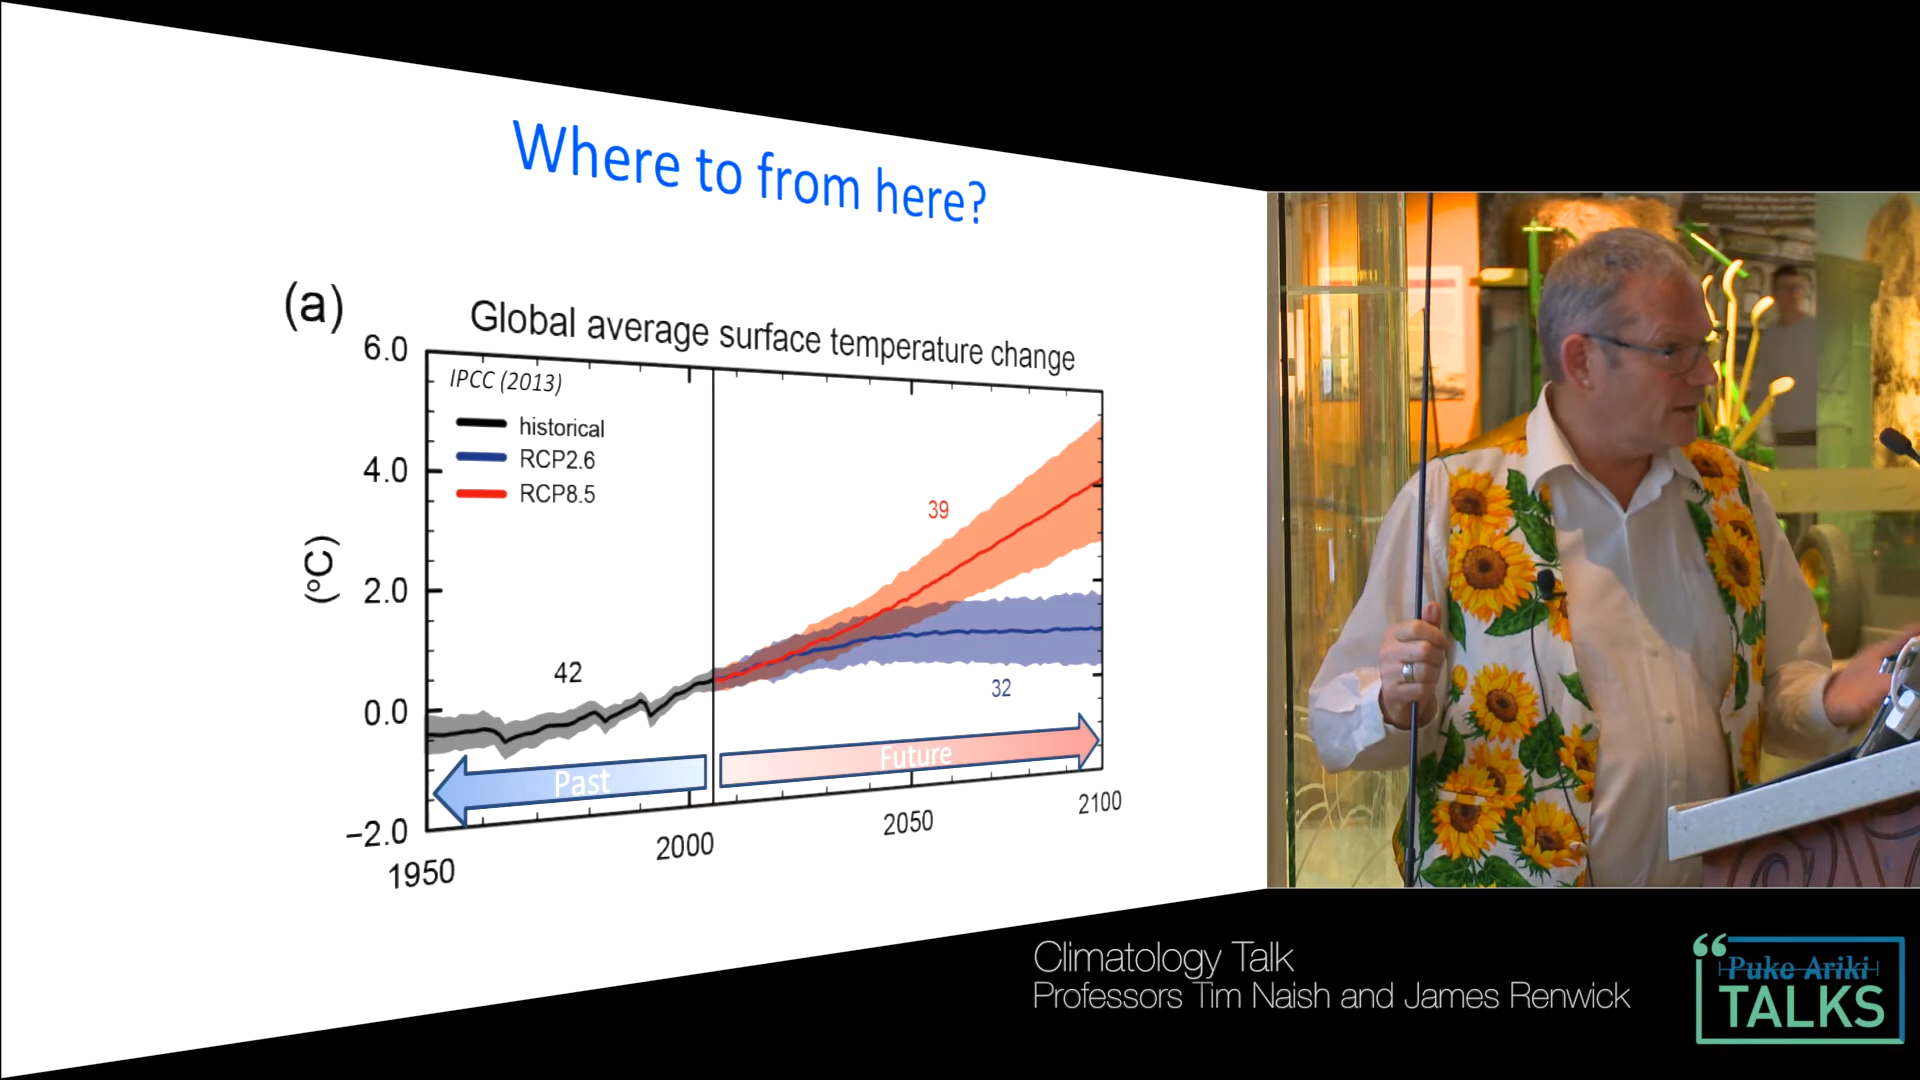 Where to from here?
(a)
Global average surface temperature change
6.0
4.0
2.0
0.0
−2.0
(°C)
IPCC (2013)
historical
RCP2.6
RCP8.5
39
42
32
Past
Future
1950
2000
2050
2100
Climatology Talk
Professors Tim Naish and James Renwick
“
Puke Ariki
TALKS